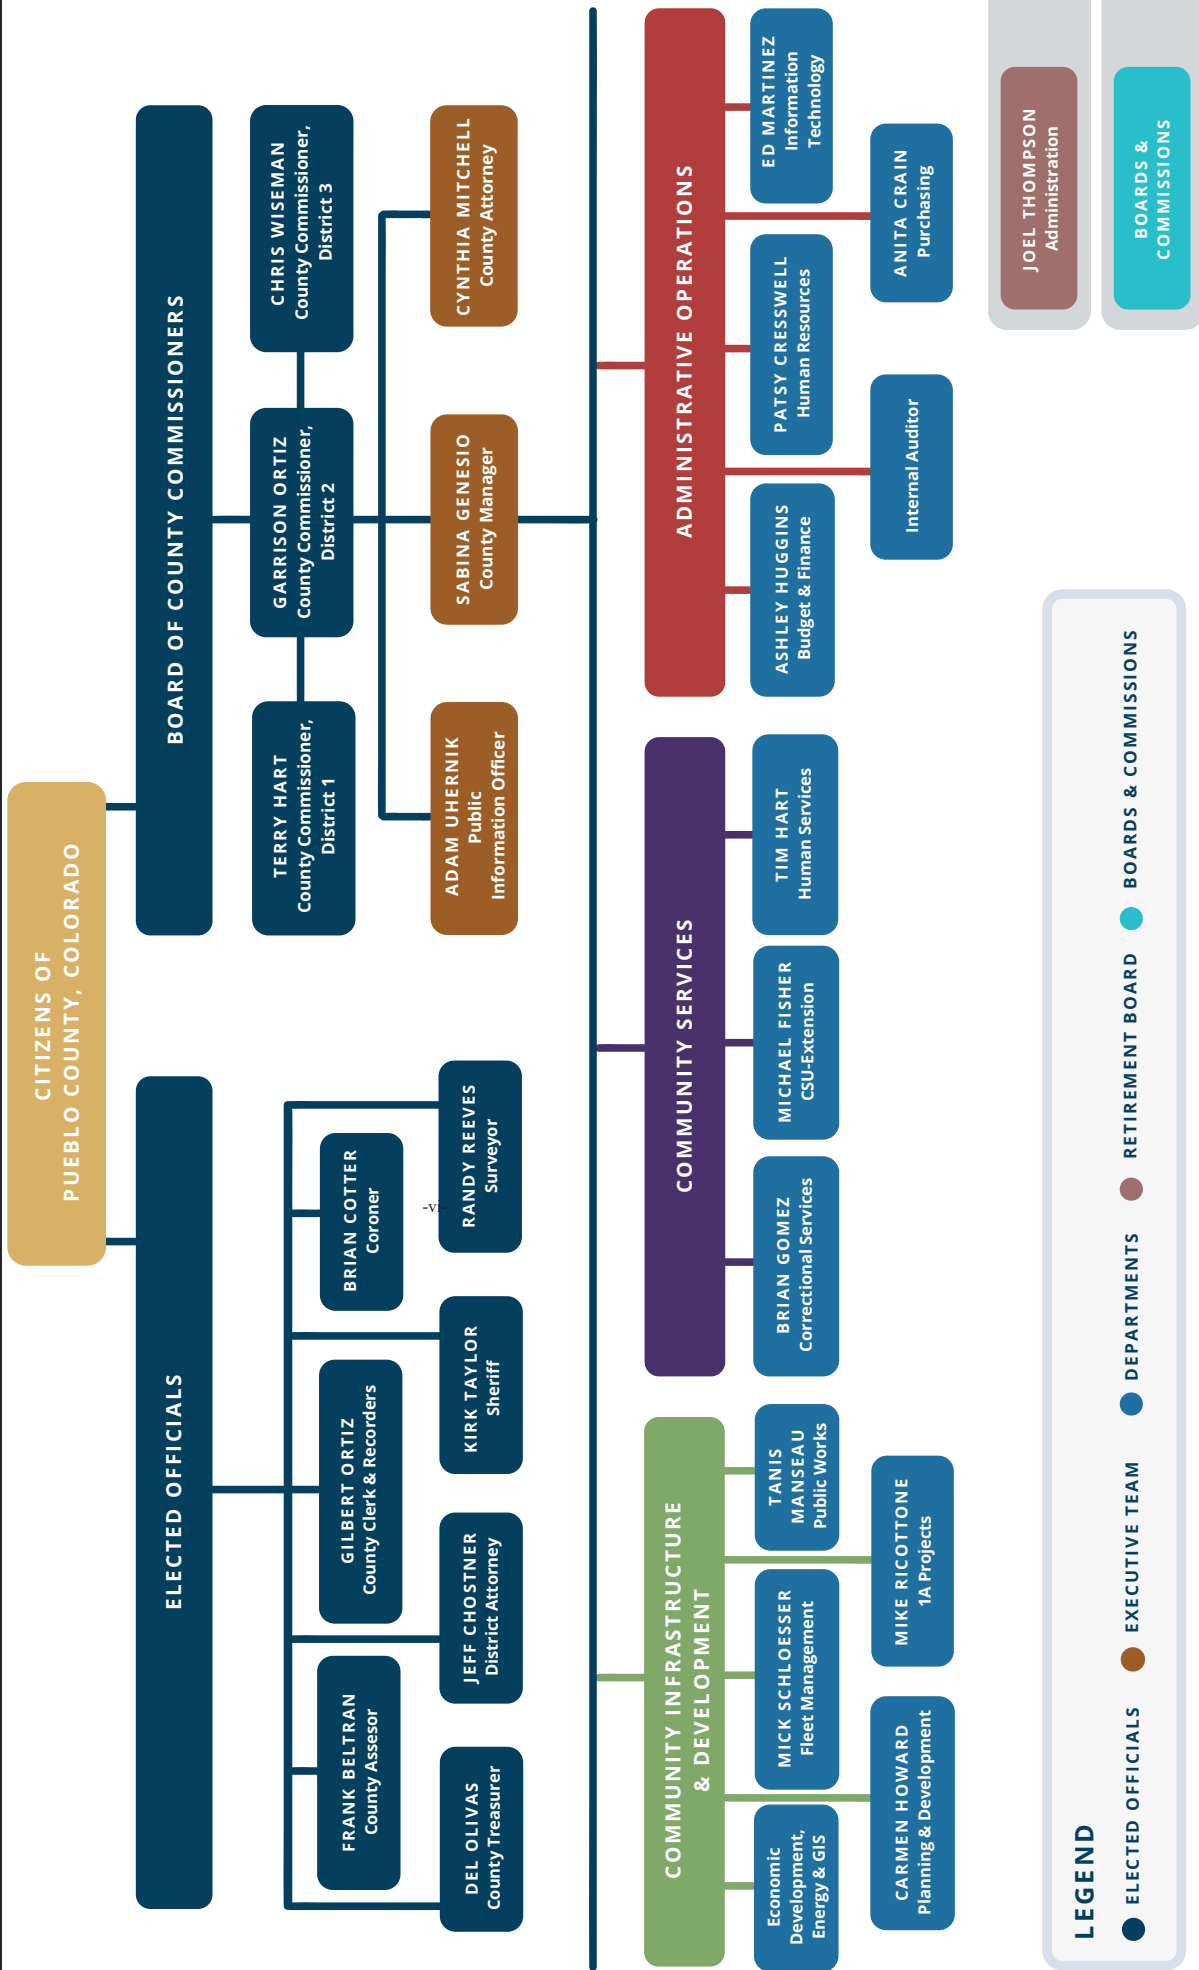 CITIZENS OF
PUEBLO COUNTY, COLORADO
ELECTED OFFICIALS
BOARD OF COUNTY COMMISSIONERS
FRANK BELTRAN
County Assesor
GILBERT ORTIZ
County Clerk & Recorders
BRIAN COTTER
Coroner
DEL OLIVAS
County Treasurer
JEFF CHOSTNER
District Attorney
KIRK TAYLOR
Sheriff
RANDY REEVES
Surveyor
TERRY HART
County Commissioner,
District 1
GARRISON ORTIZ
County Commissioner,
District 2
CHRIS WISEMAN
County Commissioner,
District 3
ADAM UHERNIK
Public
Information Officer
SABINA GENESIO
County Manager
CYNTHIA MITCHELL
County Attorney
-vi
COMMUNITY INFRASTRUCTURE
& DEVELOPMENT
Economic
Development,
Energy & GIS
MICK SCHLOESSER
Fleet Management
TANIS
MANSEAU
Public Works
CARMEN HOWARD
Planning & Development
MIKE RICOTTONE
1A Projects
COMMUNITY SERVICES
BRIAN GOMEZ
Correctional Services
MICHAEL FISHER
CSU-Extension
TIM HART
Human Services
ADMINISTRATIVE OPERATIONS
ASHLEY HUGGINS
Budget & Finance
PATSY CRESSWELL
Human Resources
ED MARTINEZ
Information
Technology
Internal Auditor
ANITA CRAIN
Purchasing
JOEL THOMPSON
Administration
BOARDS &
COMMISSIONS
LEGEND
ELECTED OFFICIALS
EXECUTIVE TEAM
DEPARTMENTS
RETIREMENT BOARD
BOARDS & COMMISSIONS